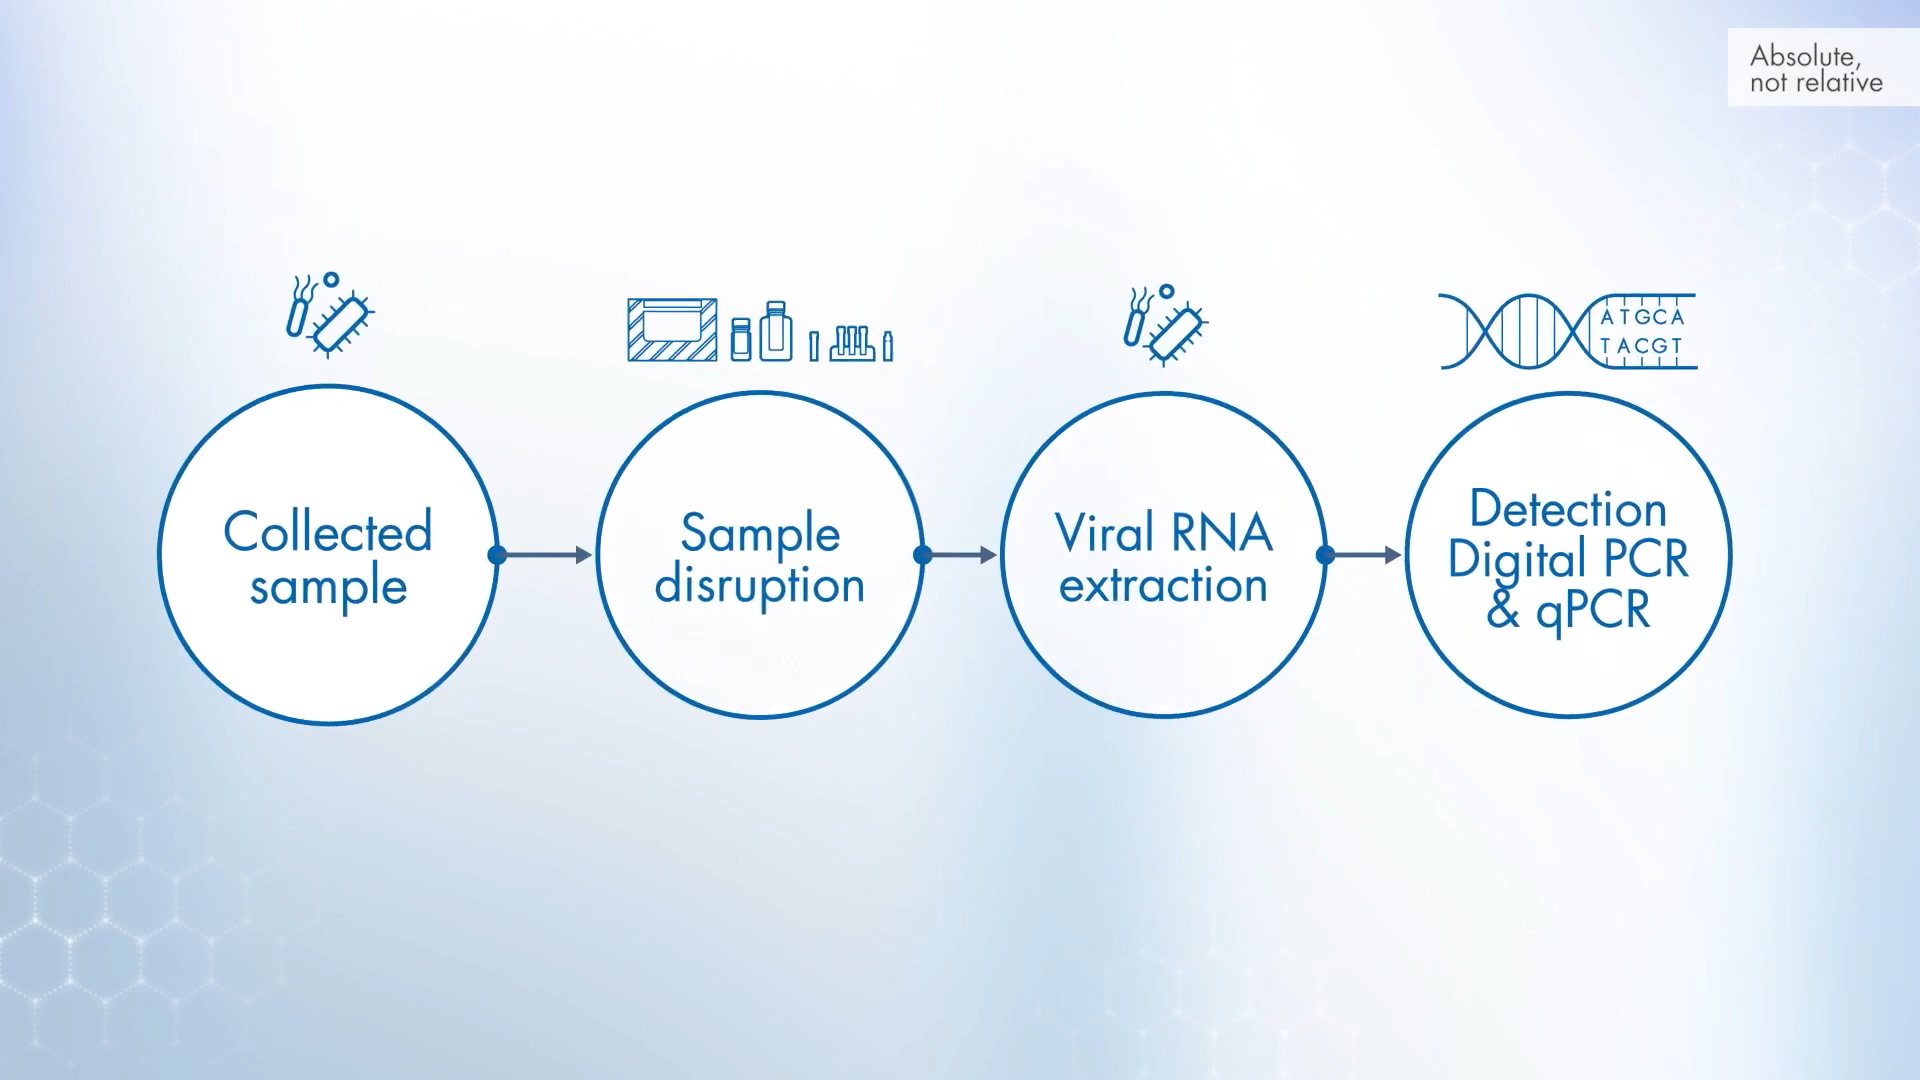 Absolute,
not relative
ATGCA
TACGT
Collected
sample
Sample
disruption
Viral RNA
extraction
Detection
Digital PCR
& qPCR